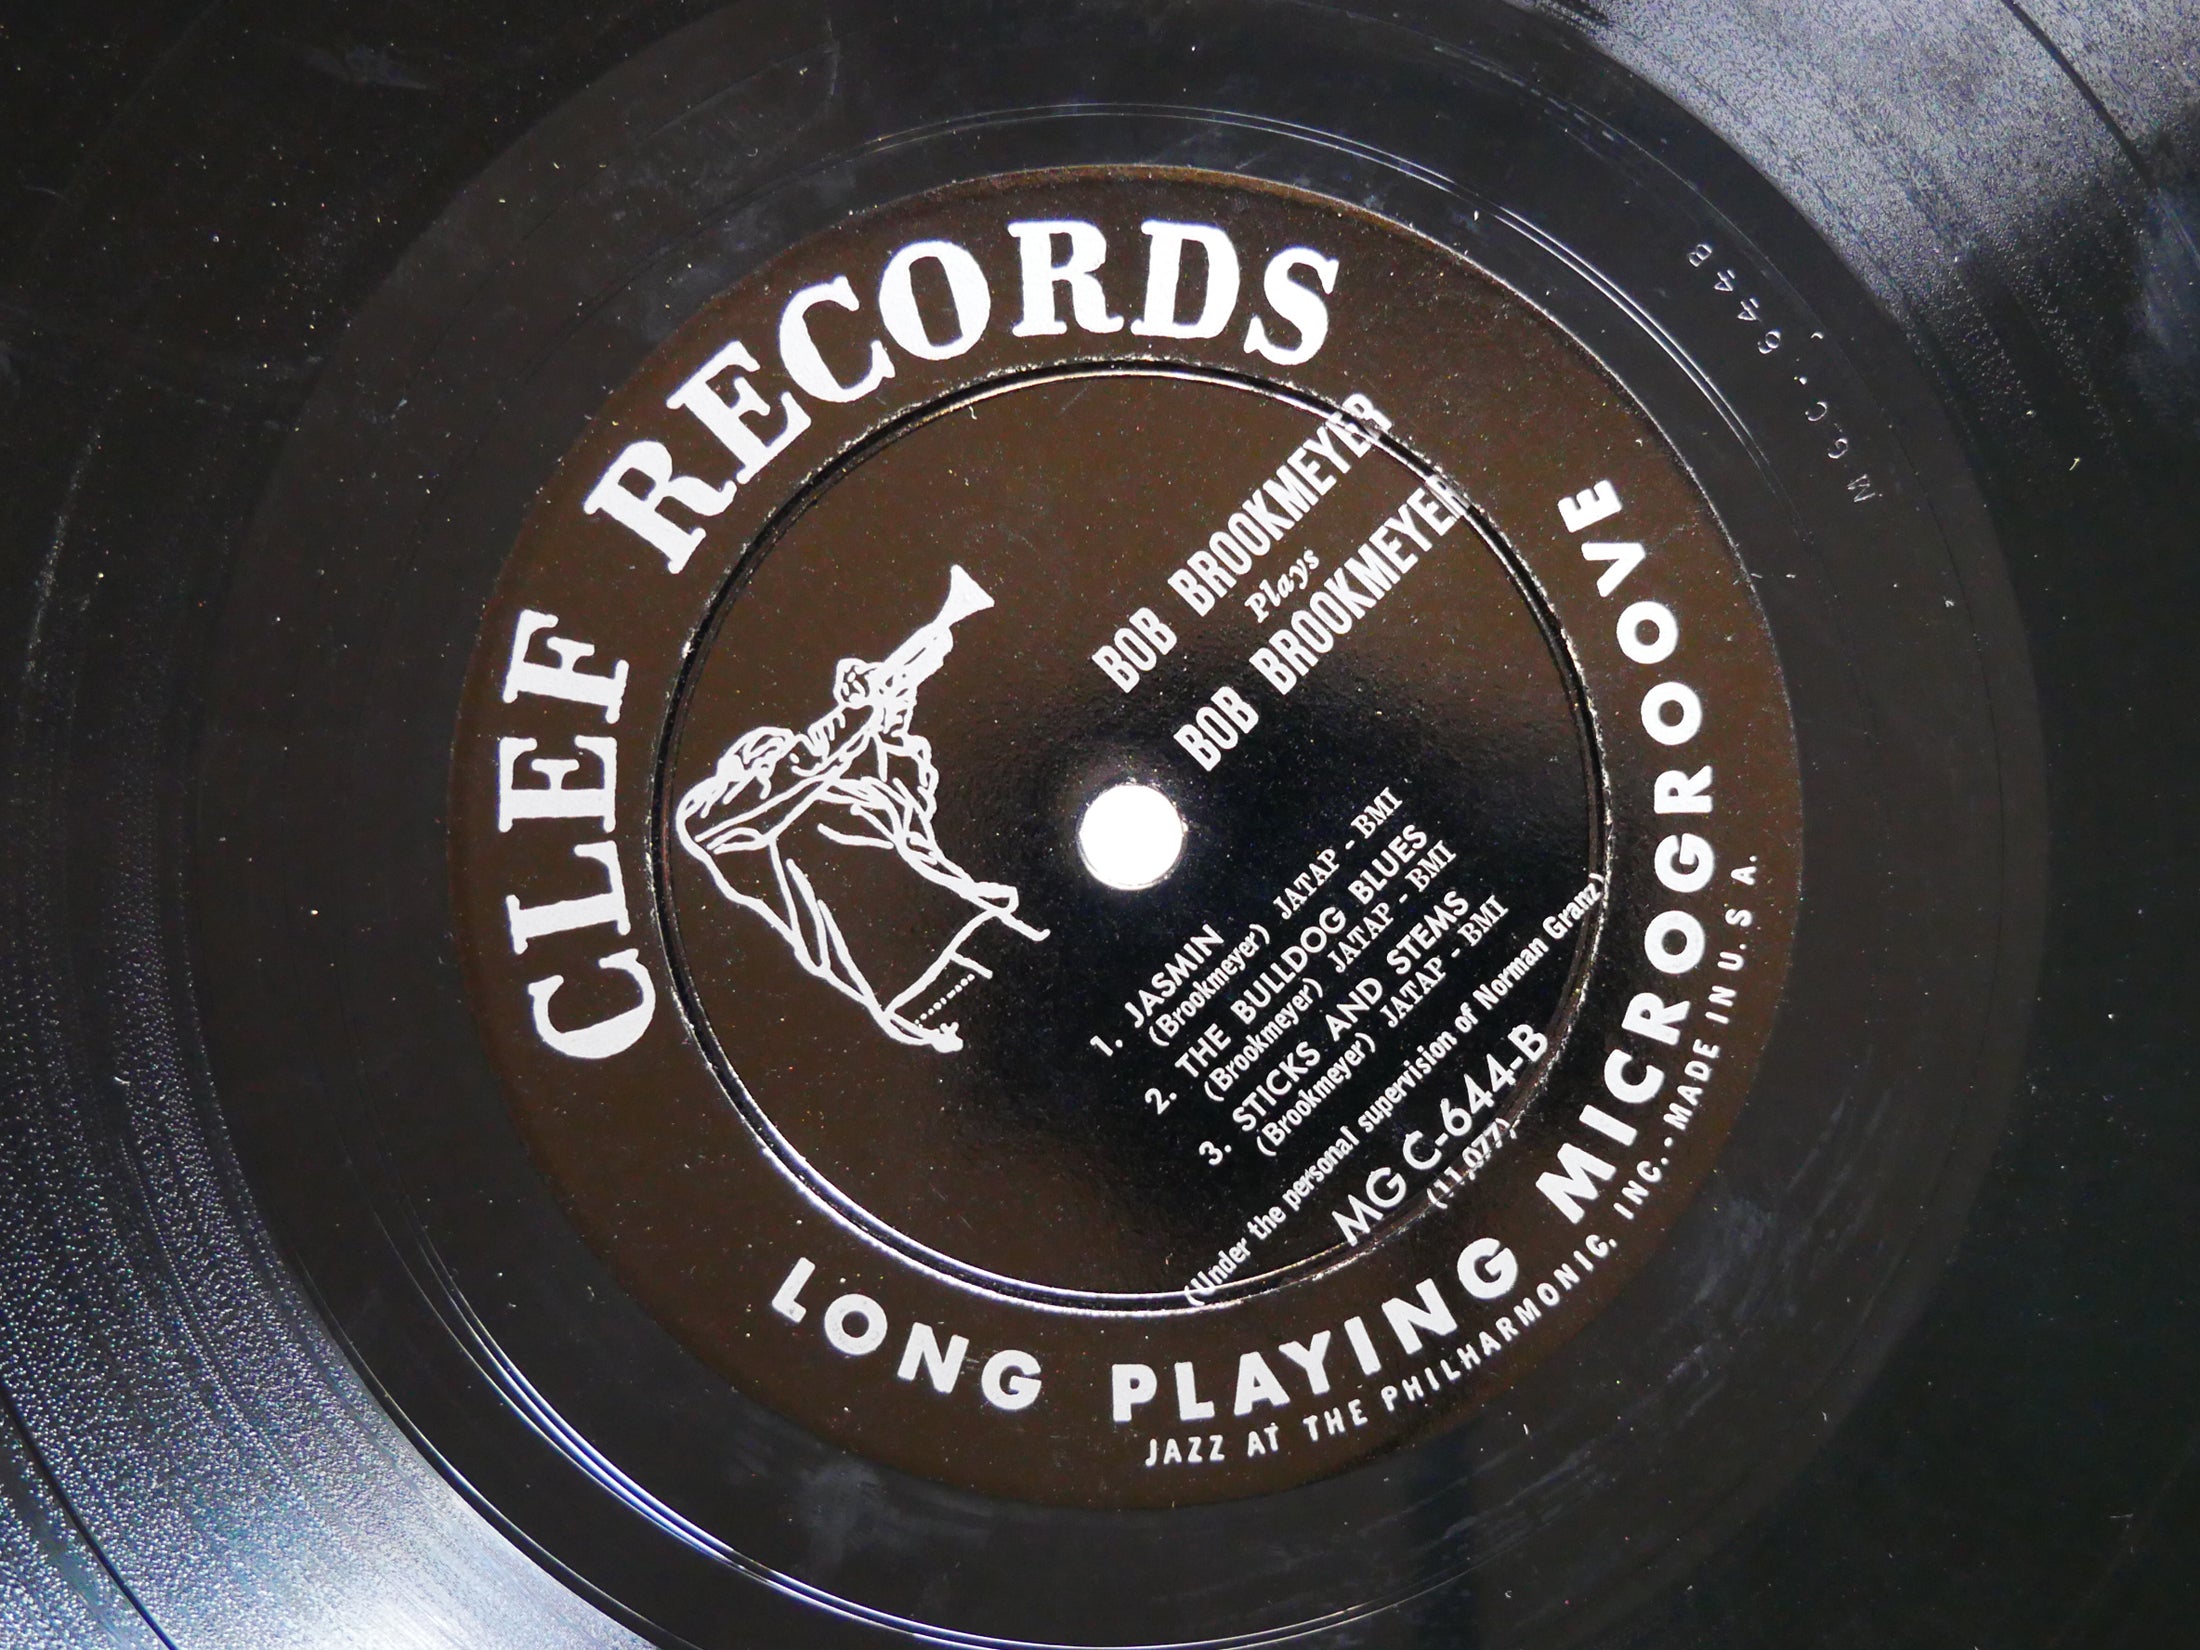 CLEF RECORDS
BOB BROOKMEYER
Plays
BOB BROOKMEYER
1. JASMIN
(Brookmeyer) JATAP - BMI
2. THE BULLDOG BLUES
(Brookmeyer) JATAP - BMI
3. STICKS AND STEMS
(Brookmeyer) JATAP - BMI
(Under the personal supervision of Norman Granz)
MG C-644-B
(11,077)
LONG PLAYING MICROGROOVE
JAZZ AT THE PHILHARMONIC, INC. - MADE IN U.S.A.